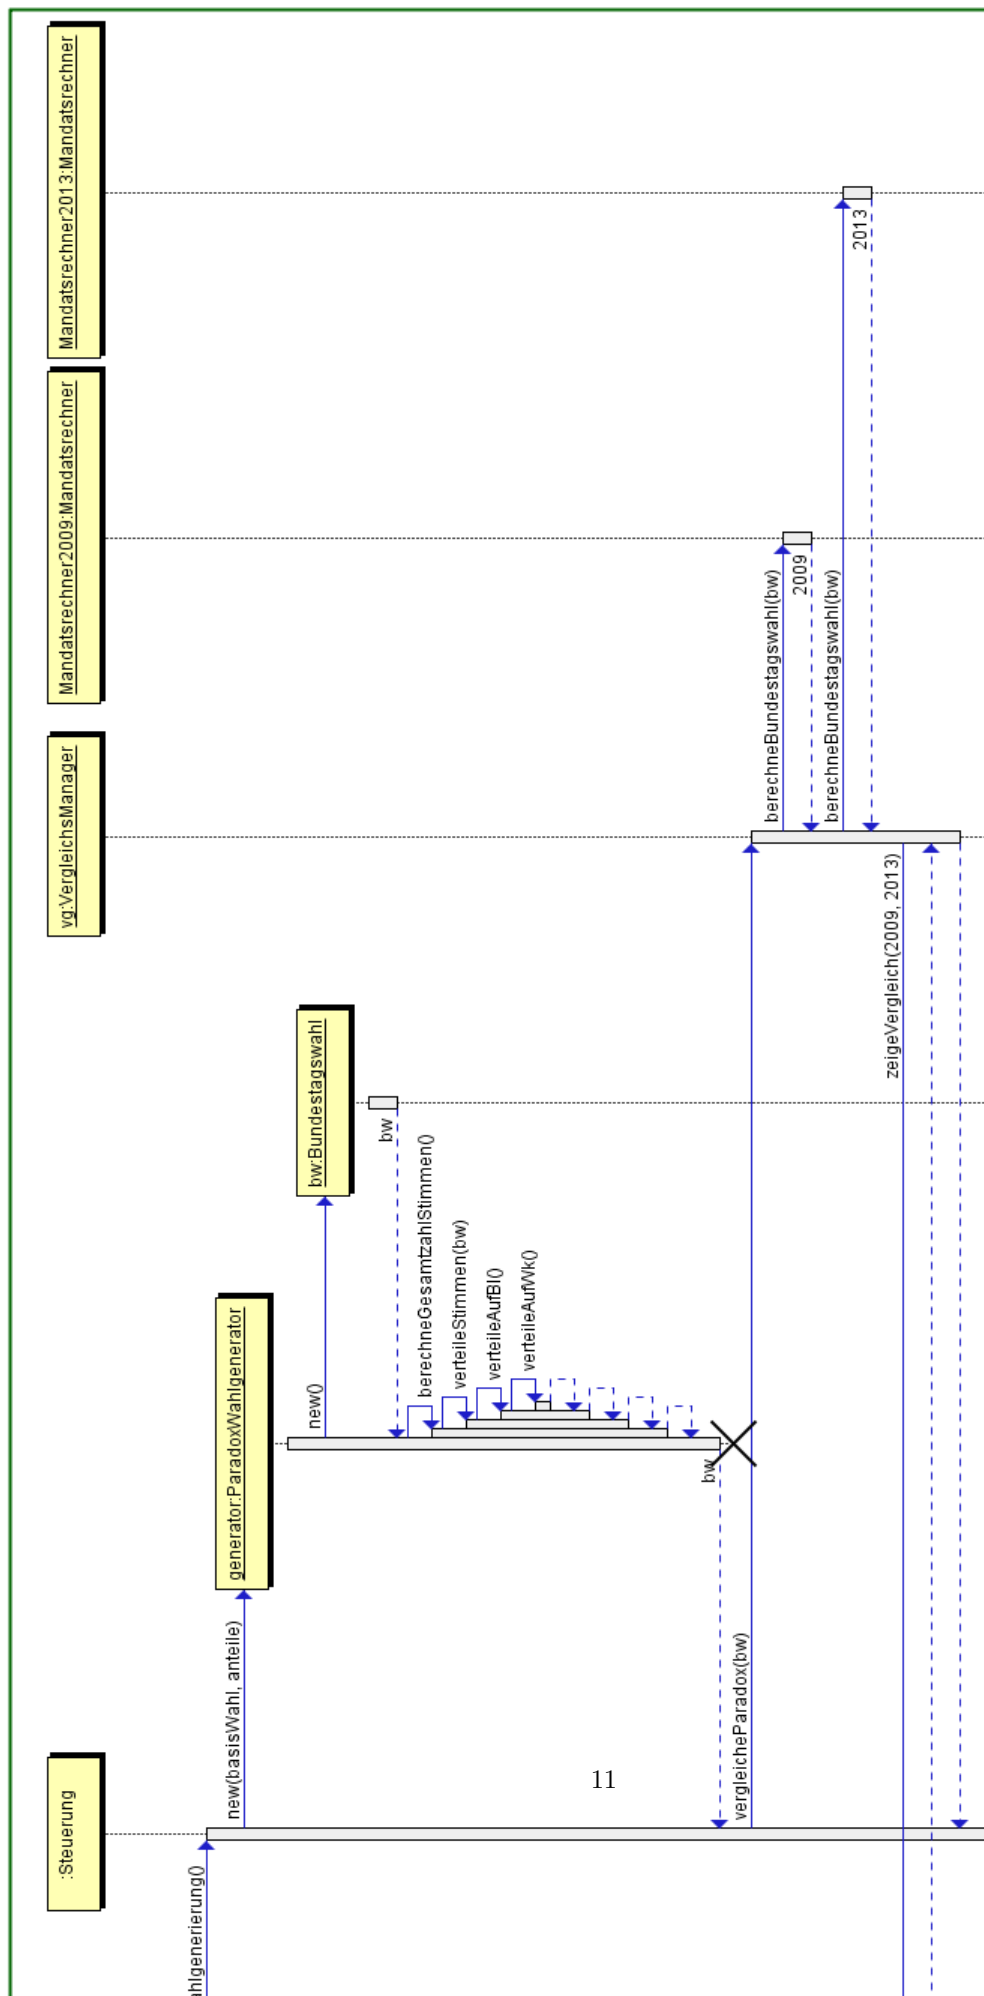 :Steuerung
vg:VergleichsManager
Mandatsrechner2009:Mandatsrechner
Mandatsrechner2013:Mandatsrechner
ahlgenerierung()
new(basisWahl, anteile)
generator:ParadoxWahlgenerator
new()
bw:Bundestagswahl
bw
berechneGesamtzahlStimmen()
verteileStimmen(bw)
verteileAufBl()
verteileAufWk()
bw
vergleicheParadox(bw)
berechneBundestagswahl(bw)
2009
berechneBundestagswahl(bw)
2013
zeigeVergleich(2009, 2013)
11